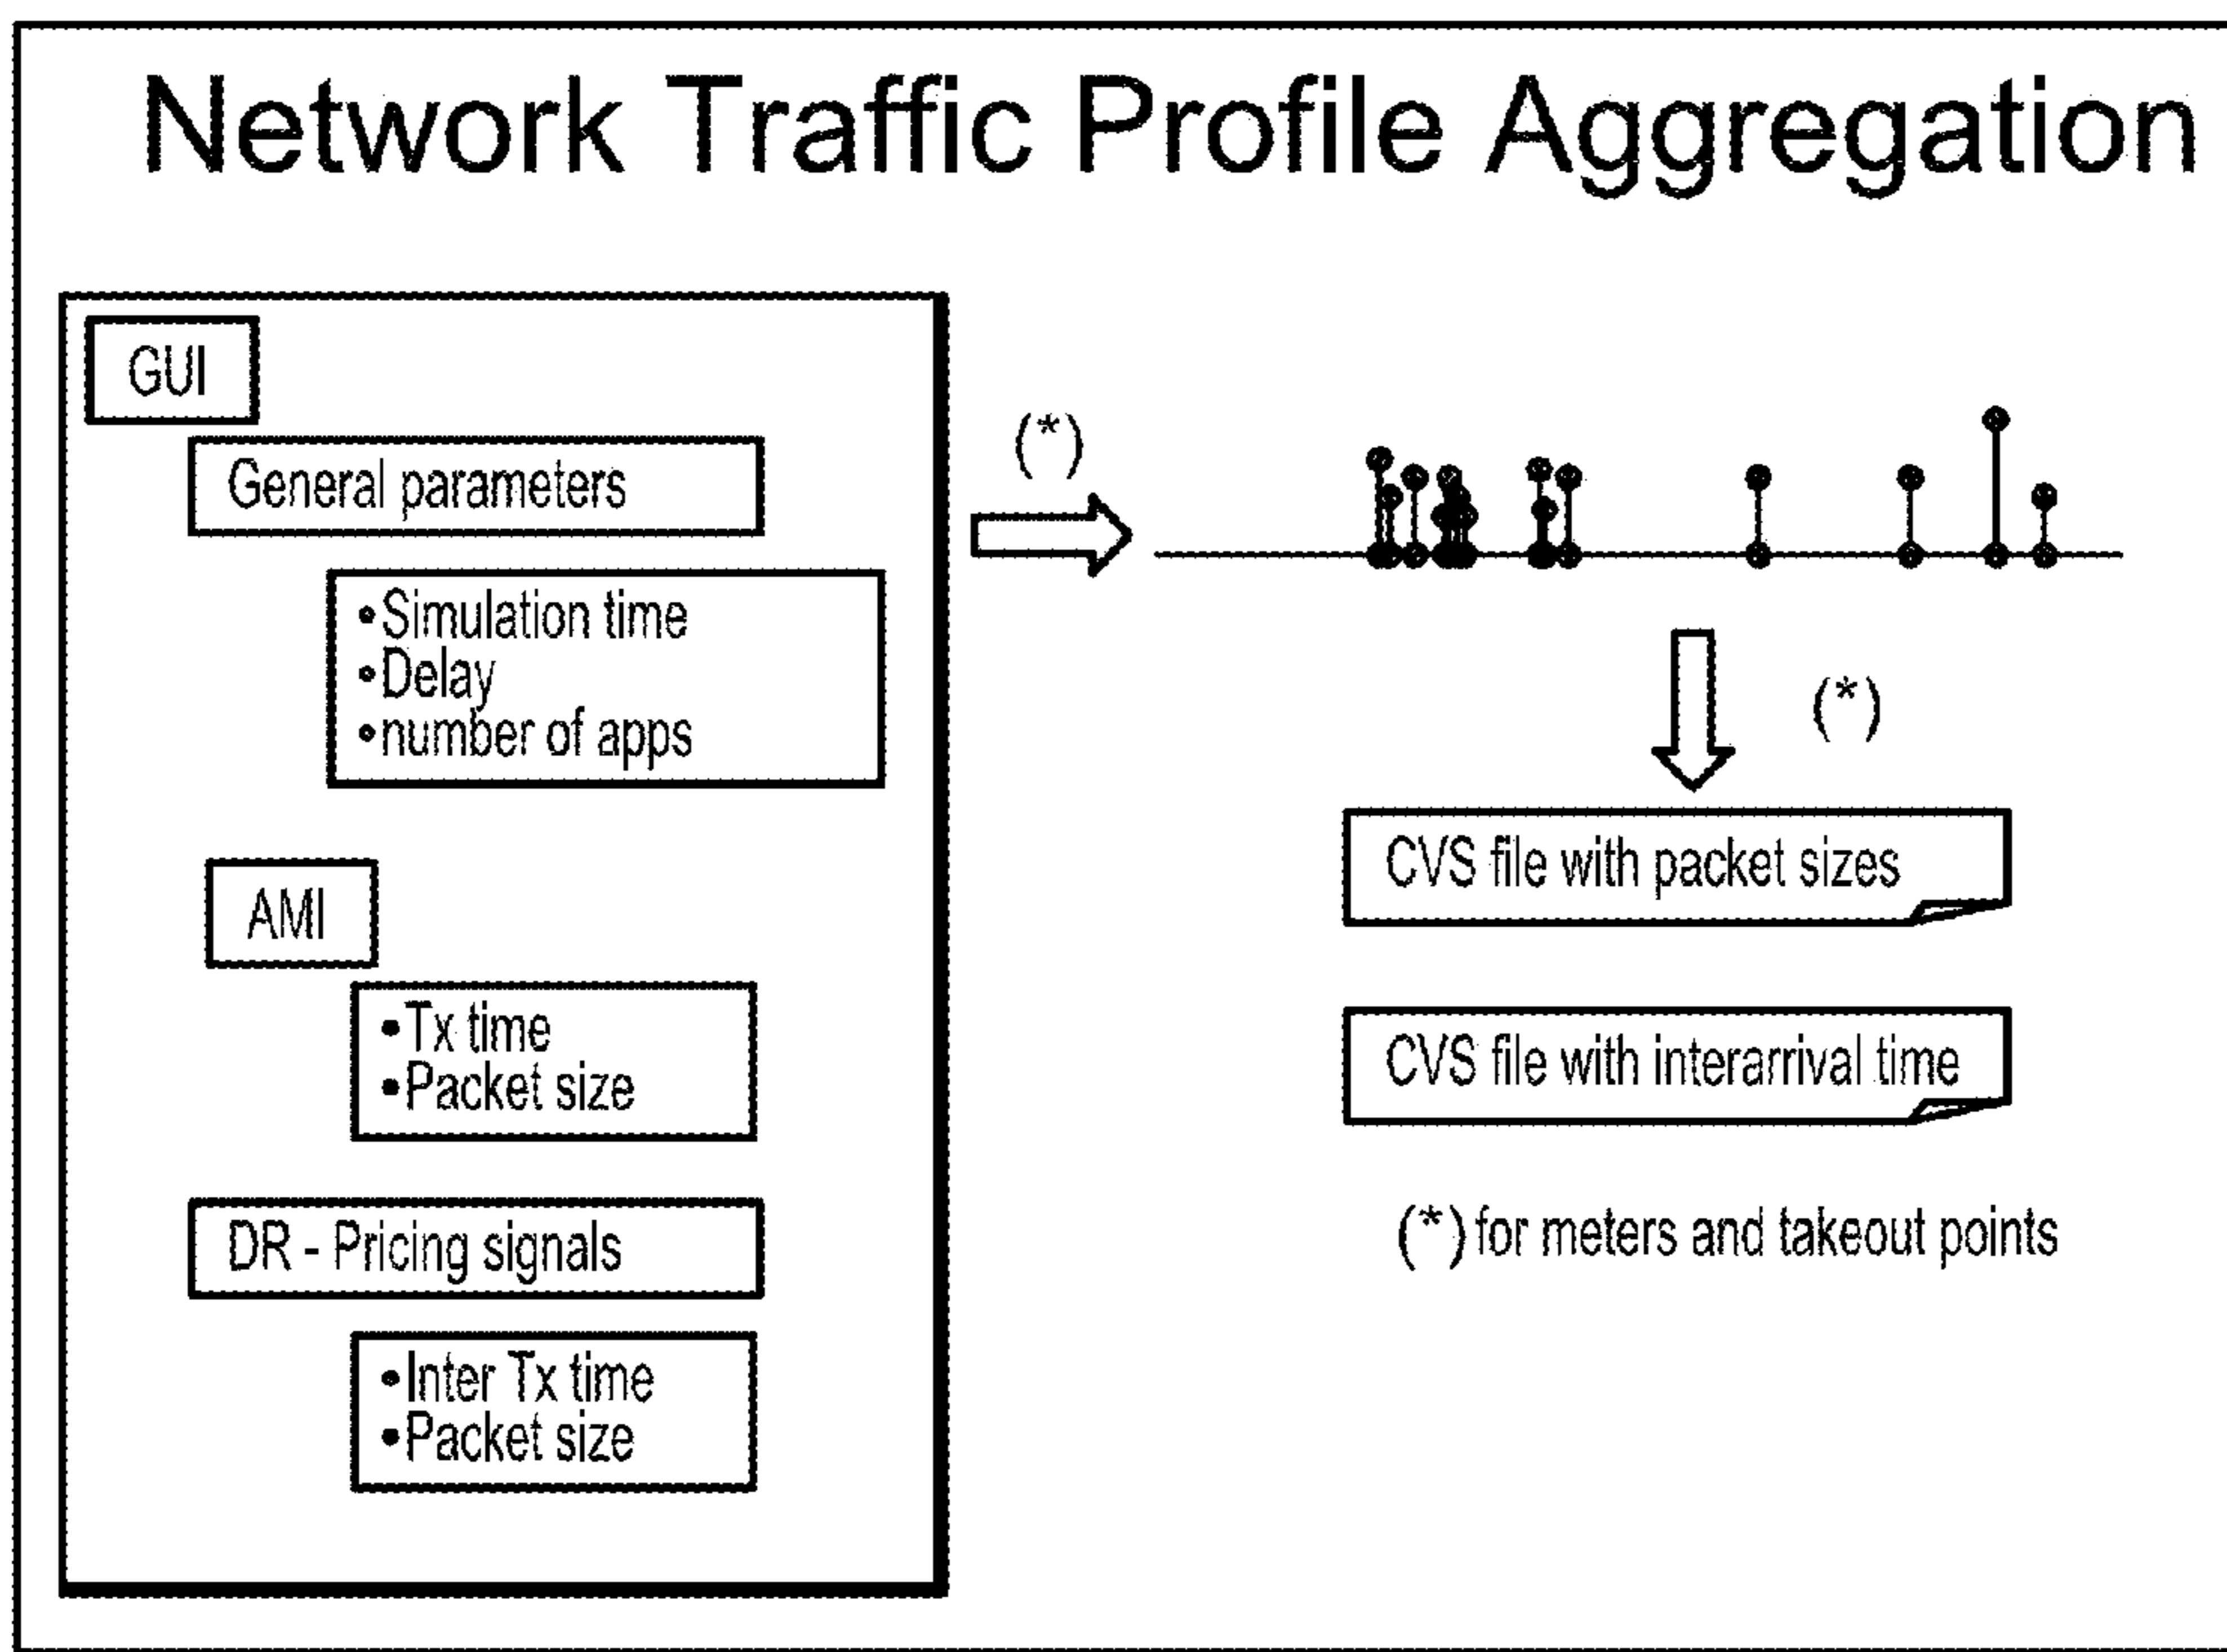 Network Traffic Profile Aggregation
GUI
General parameters
•Simulation time
•Delay
•number of apps
AMI
•Tx time
•Packet size
DR - Pricing signals
•Inter Tx time
•Packet size
(*)
(*)
CVS file with packet sizes
CVS file with interarrival time
(*) for meters and takeout points